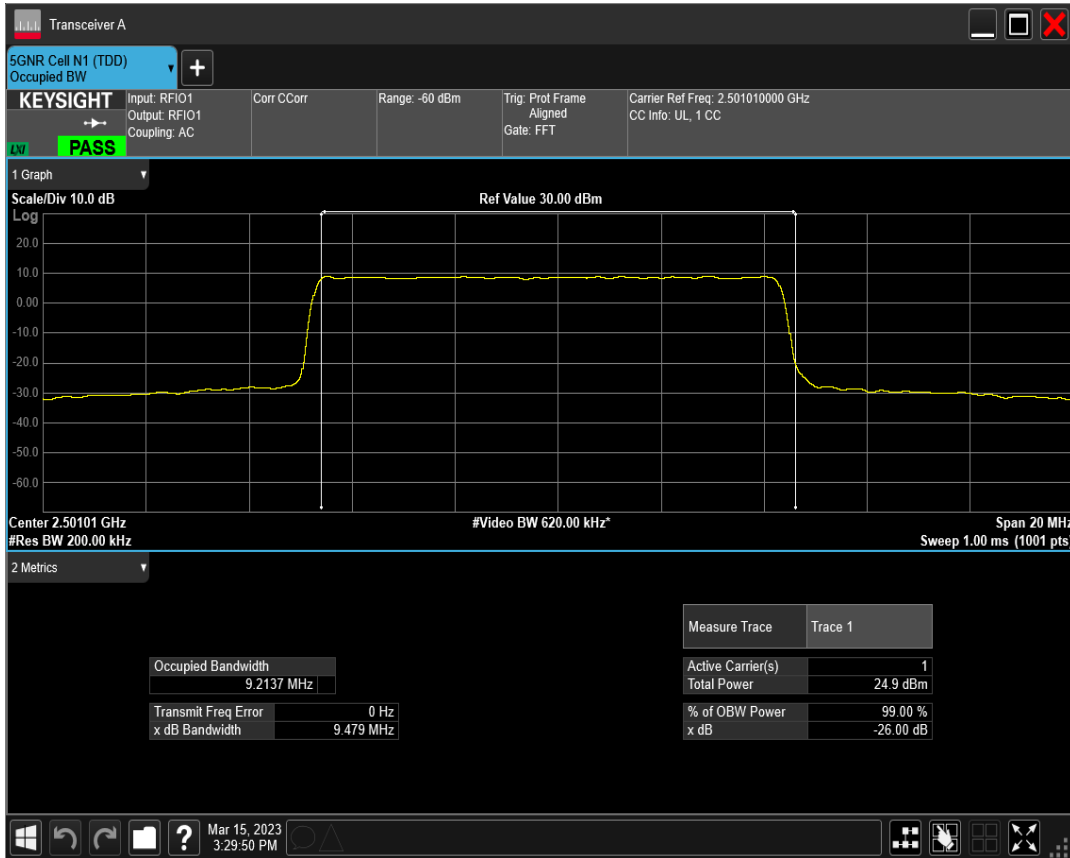 Transceiver A
5GNR Cell N1 (TDD)
Occupied BW
+
KEYSIGHT
LXI
PASS
Input: RFIO1
Output: RFIO1
Coupling: AC
Corr CCorr
Range: -60 dBm
Trig: Prot Frame
Aligned
Gate: FFT
Carrier Ref Freq: 2.501010000 GHz
CC Info: UL, 1 CC
1 Graph
Scale/Div 10.0 dB
Ref Value 30.00 dBm
Log
20.0
10.0
0.00
-10.0
-20.0
-30.0
-40.0
-50.0
-60.0
Center 2.50101 GHz
#Video BW 620.00 kHz*
Span 20 MHz
#Res BW 200.00 kHz
Sweep 1.00 ms (1001 pts)
2 Metrics
Measure Trace Trace 1
Occupied Bandwidth
9.2137 MHz
Active Carrier(s) 1
Total Power 24.9 dBm
Transmit Freq Error 0 Hz
x dB Bandwidth 9.479 MHz
% of OBW Power 99.00 %
x dB -26.00 dB
?
Mar 15, 2023
3:29:50 PM